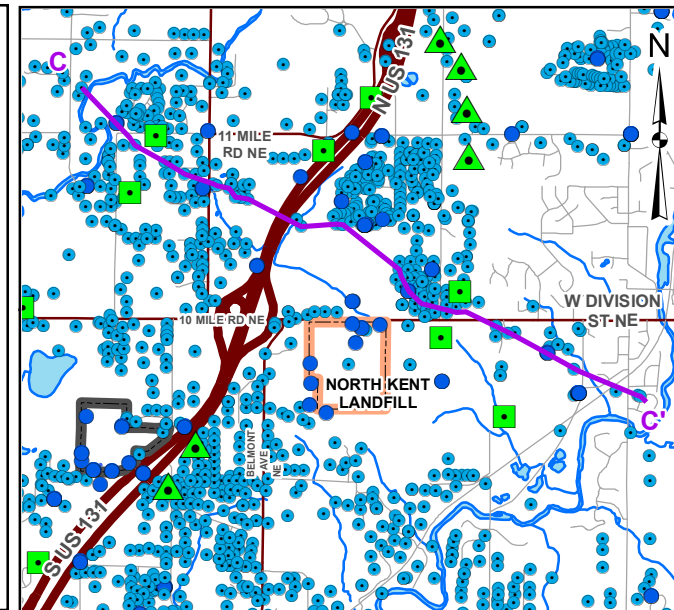 N
N US 131
C
11 MILE
RD NE
W DIVISION
ST NE
10 MILE RD NE
NORTH KENT
LANDFILL
C'
BELMONT
AVE
NE
S US 131